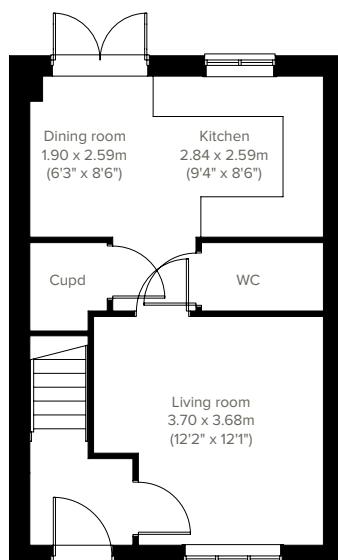 Dining room
1.90 x 2.59m
(6'3" x 8'6")
Kitchen
2.84 x 2.59m
(9'4" x 8'6")
Cupd
WC
Living room
3.70 x 3.68m
(12'2" x 12'1")